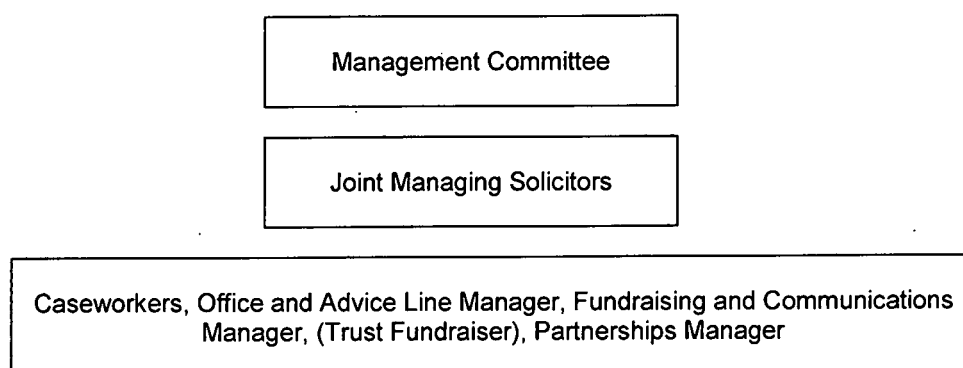 Management Committee
Joint Managing Solicitors
Caseworkers, Office and Advice Line Manager, Fundraising and Communications
Manager, (Trust Fundraiser), Partnerships Manager